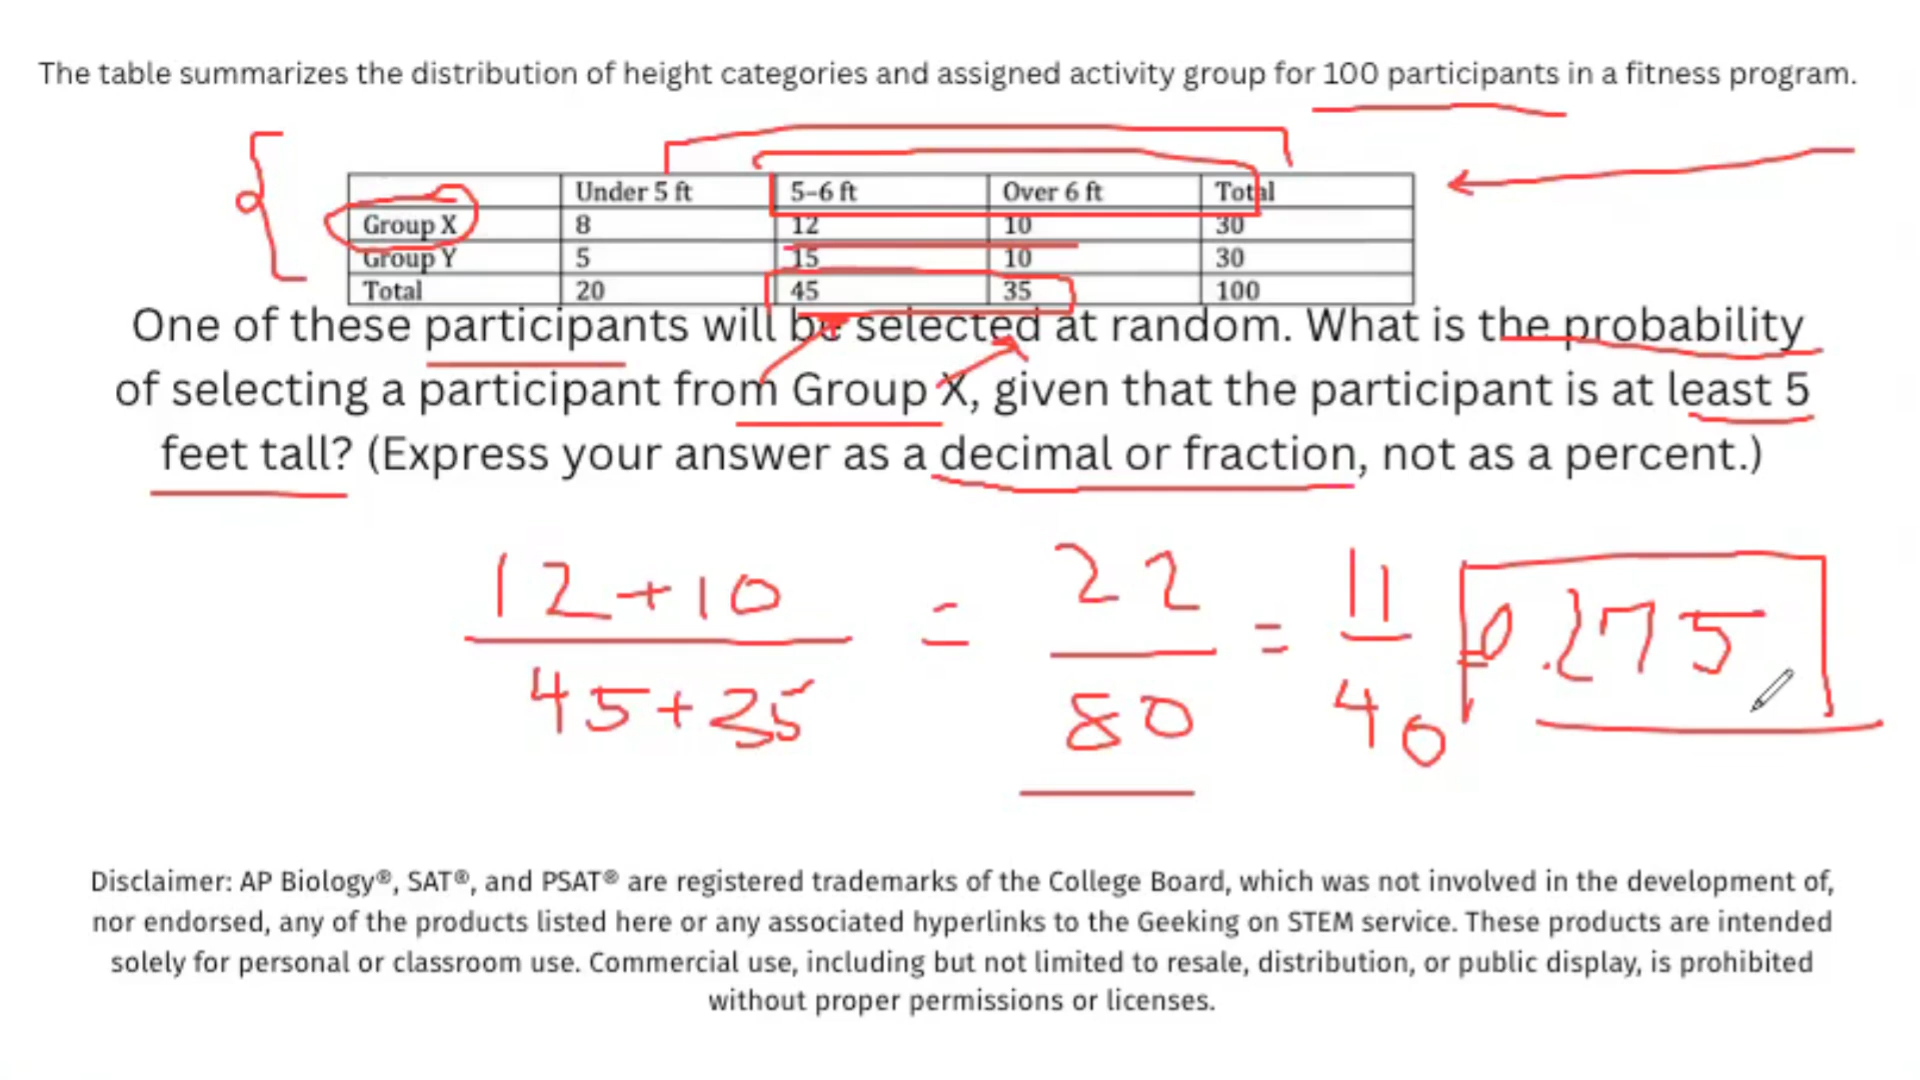 The table summarizes the distribution of height categories and assigned activity group for 100 participants in a fitness program.
Under 5 ft 5–6 ft Over 6 ft Total
Group X 8 12 10 30
Group Y 5 15 10 30
Total 20 45 35 100
One of these participants will be selected at random. What is the probability
of selecting a participant from Group X, given that the participant is at least 5
feet tall? (Express your answer as a decimal or fraction, not as a percent.)
12+10 = 22 = 11 = 0.275
45+35 80 40
Disclaimer: AP Biology®, SAT®, and PSAT® are registered trademarks of the College Board, which was not involved in the development of,
nor endorsed, any of the products listed here or any associated hyperlinks to the Geeking on STEM service. These products are intended
solely for personal or classroom use. Commercial use, including but not limited to resale, distribution, or public display, is prohibited
without proper permissions or licenses.